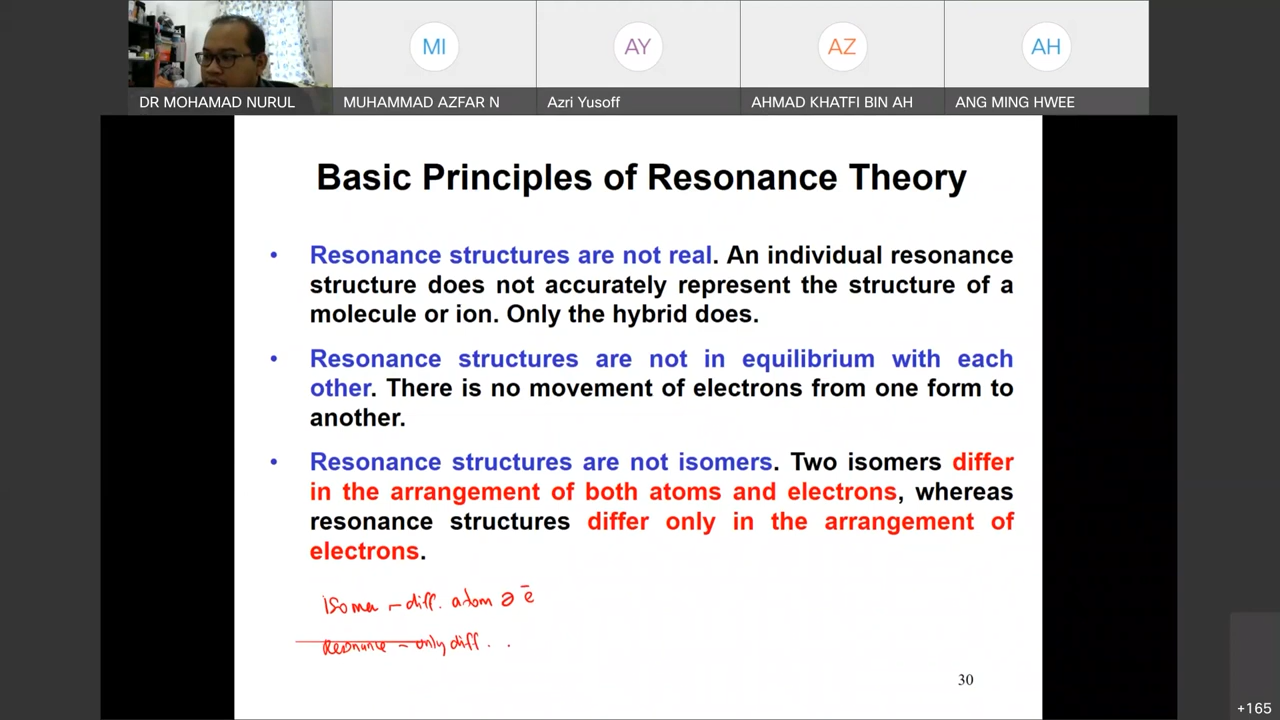 MI
AY
AZ
AH
DR MOHAMAD NURUL
MUHAMMAD AZFAR N
Azri Yusoff
AHMAD KHATFI BIN AH
ANG MING HWEE
Basic Principles of Resonance Theory
• Resonance structures are not real. An individual resonance
structure does not accurately represent the structure of a
molecule or ion. Only the hybrid does.
• Resonance structures are not in equilibrium with each
other. There is no movement of electrons from one form to
another.
• Resonance structures are not isomers. Two isomers differ
in the arrangement of both atoms and electrons, whereas
resonance structures differ only in the arrangement of
electrons.
isomer - diff. atom & ē
Resonance - only diff.
30
+165